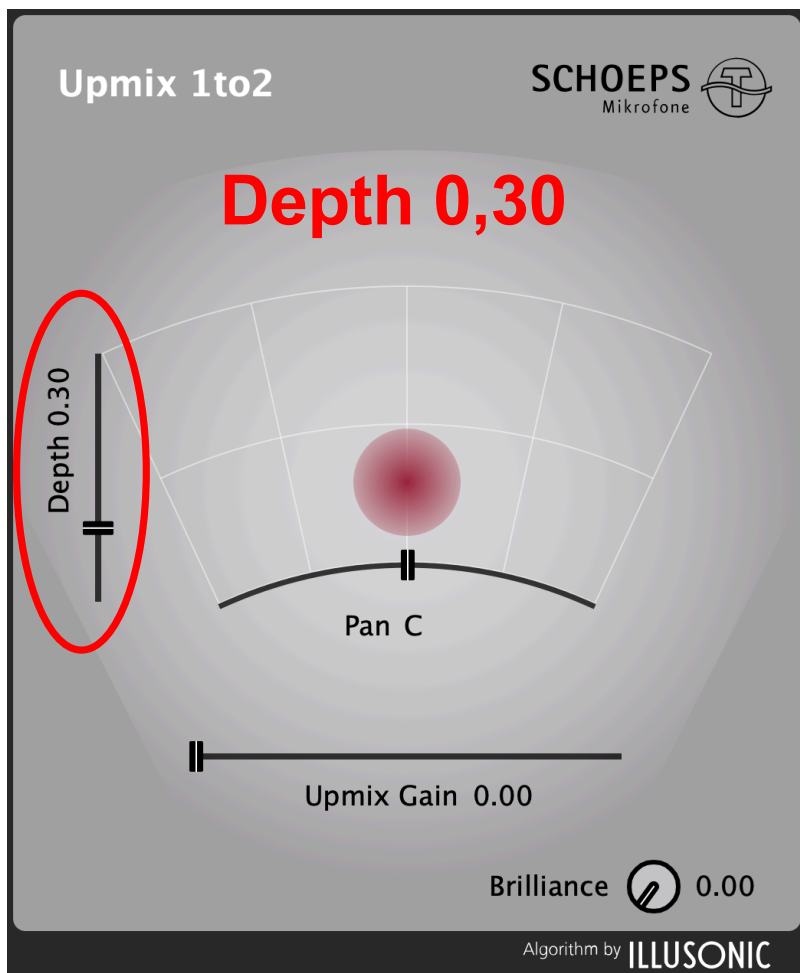 Upmix 1to2
SCHOEPS
Mikrofone
Depth 0,30
Depth 0.30
Pan C
Upmix Gain 0.00
Brilliance 0.00
Algorithm by ILLUSONIC